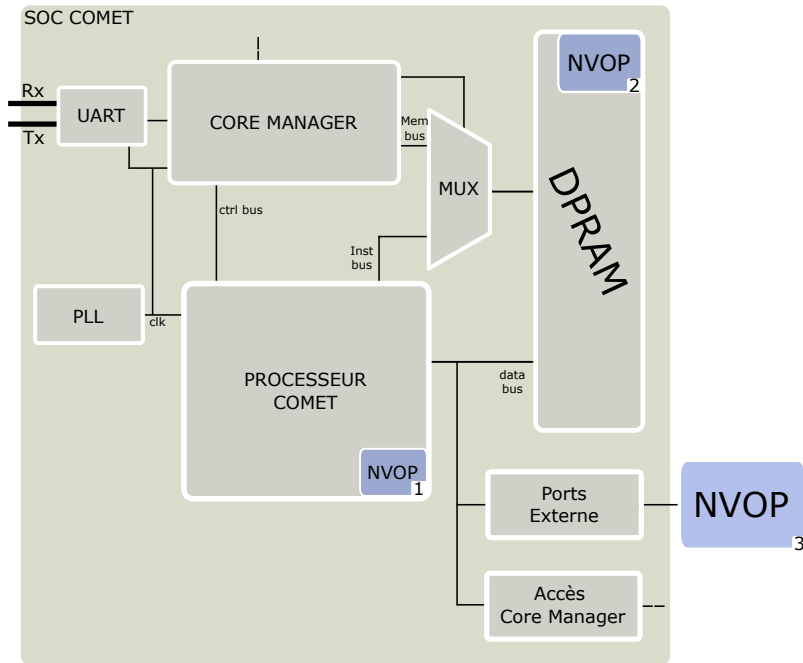 SOC COMET
Rx
Tx
UART
CORE MANAGER
Mem
bus
MUX
NVOP
2
DPRAM
ctrl bus
Inst
bus
PLL
clk
PROCESSEUR
COMET
NVOP
1
data
bus
Ports
Externe
NVOP
3
Accès
Core Manager